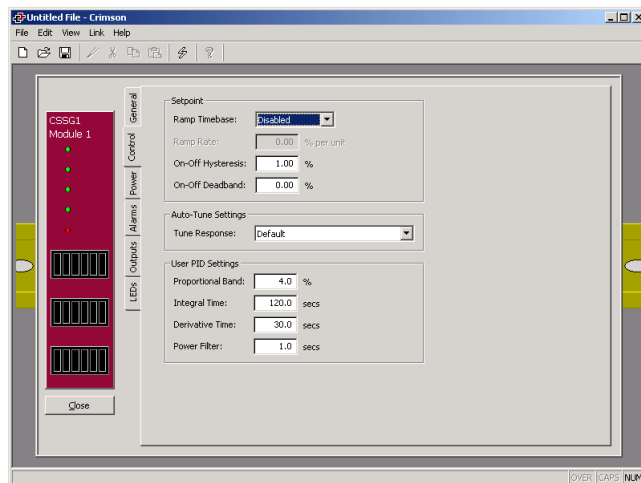 Untitled File - Crimson
File Edit View Link Help
CSSG1
Module 1
Close
General
Control
Power
Alarms
Outputs
LEDs
Setpoint
Ramp Timebase: Disabled
Ramp Rate: 0.00 % per unit
On-Off Hysteresis: 1.00 %
On-Off Deadband: 0.00 %
Auto-Tune Settings
Tune Response: Default
User PID Settings
Proportional Band: 4.0 %
Integral Time: 120.0 secs
Derivative Time: 30.0 secs
Power Filter: 1.0 secs
OVER CAPS NUM